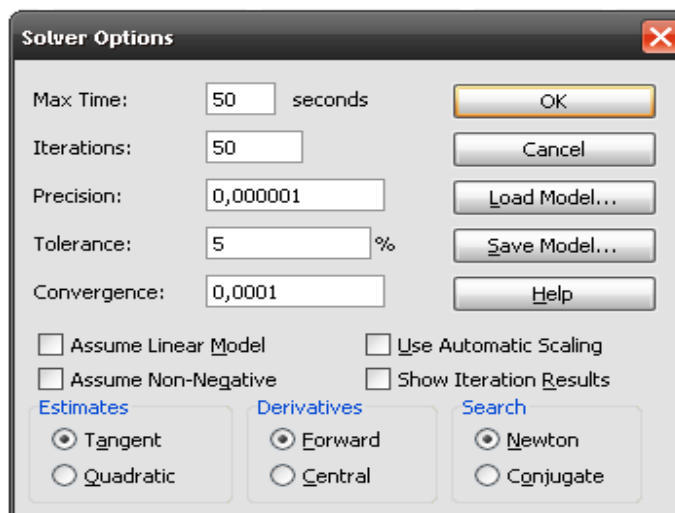 Solver Options
Max Time: 50 seconds OK
Iterations: 50 Cancel
Precision: 0,000001 Load Model...
Tolerance: 5 % Save Model...
Convergence: 0,0001 Help
Assume Linear Model Use Automatic Scaling
Assume Non-Negative Show Iteration Results
Estimates Derivatives Search
Tangent Forward Newton
Quadratic Central Conjugate